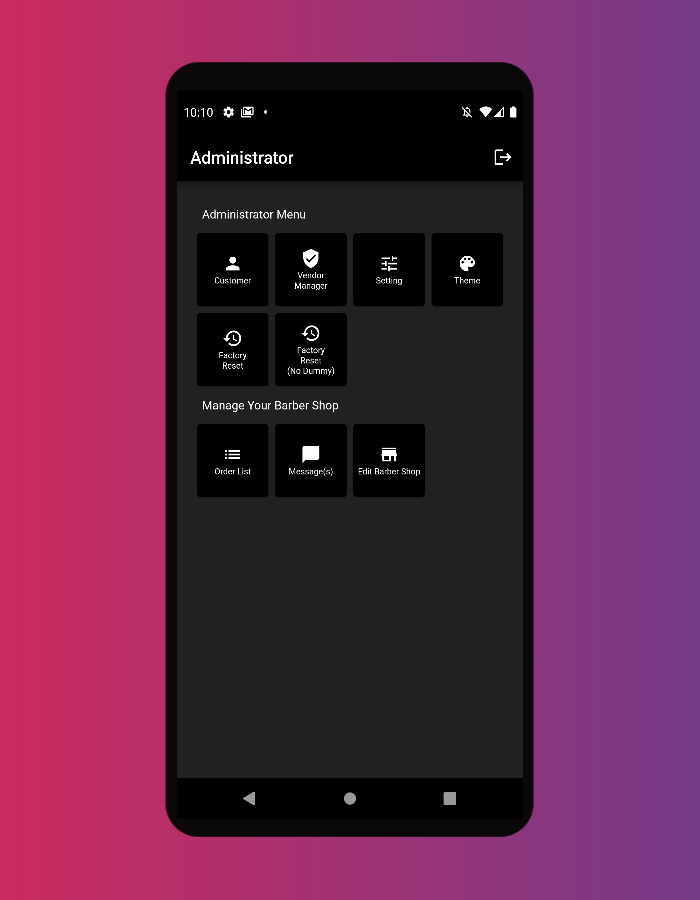 10:10
Administrator
Administrator Menu
Customer
Vendor
Manager
Setting
Theme
Factory
Reset
Factory
Reset
(No Dummy)
Manage Your Barber Shop
Order List
Message(s)
Edit Barber Shop